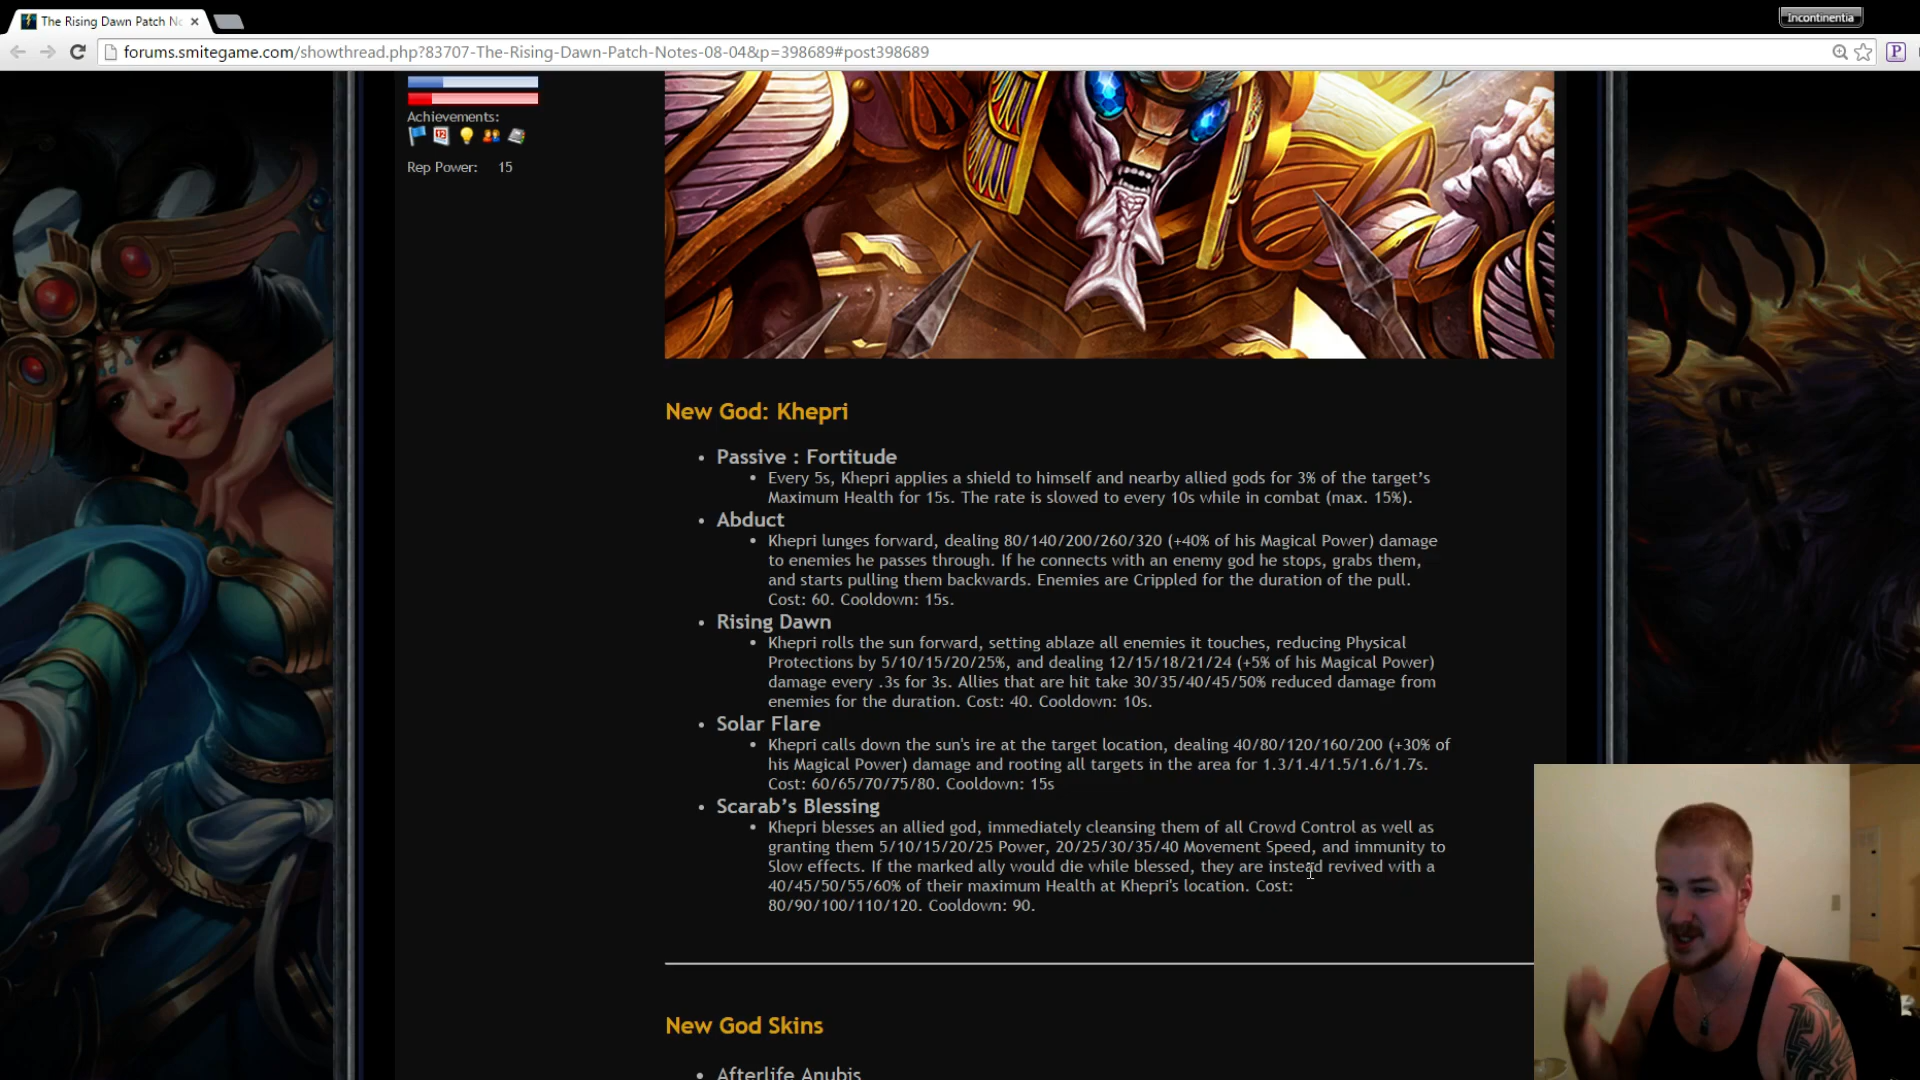 The Rising Dawn Patch No
Incontinentia
forums.smitegame.com/showthread.php?83707-The-Rising-Dawn-Patch-Notes-08-04&p=398689#post398689
P
Achievements:
12
Rep Power: 15
New God: Khepri
Passive : Fortitude
Every 5s, Khepri applies a shield to himself and nearby allied gods for 3% of the target’s
Maximum Health for 15s. The rate is slowed to every 10s while in combat (max. 15%).
Abduct
Khepri lunges forward, dealing 80/140/200/260/320 (+40% of his Magical Power) damage
to enemies he passes through. If he connects with an enemy god he stops, grabs them,
and starts pulling them backwards. Enemies are Crippled for the duration of the pull.
Cost: 60. Cooldown: 15s.
Rising Dawn
Khepri rolls the sun forward, setting ablaze all enemies it touches, reducing Physical
Protections by 5/10/15/20/25%, and dealing 12/15/18/21/24 (+5% of his Magical Power)
damage every .3s for 3s. Allies that are hit take 30/35/40/45/50% reduced damage from
enemies for the duration. Cost: 40. Cooldown: 10s.
Solar Flare
Khepri calls down the sun's ire at the target location, dealing 40/80/120/160/200 (+30% of
his Magical Power) damage and rooting all targets in the area for 1.3/1.4/1.5/1.6/1.7s.
Cost: 60/65/70/75/80. Cooldown: 15s
Scarab’s Blessing
Khepri blesses an allied god, immediately cleansing them of all Crowd Control as well as
granting them 5/10/15/20/25 Power, 20/25/30/35/40 Movement Speed, and immunity to
Slow effects. If the marked ally would die while blessed, they are instead revived with a
40/45/50/55/60% of their maximum Health at Khepri's location. Cost:
80/90/100/110/120. Cooldown: 90.
New God Skins
Afterlife Anubis